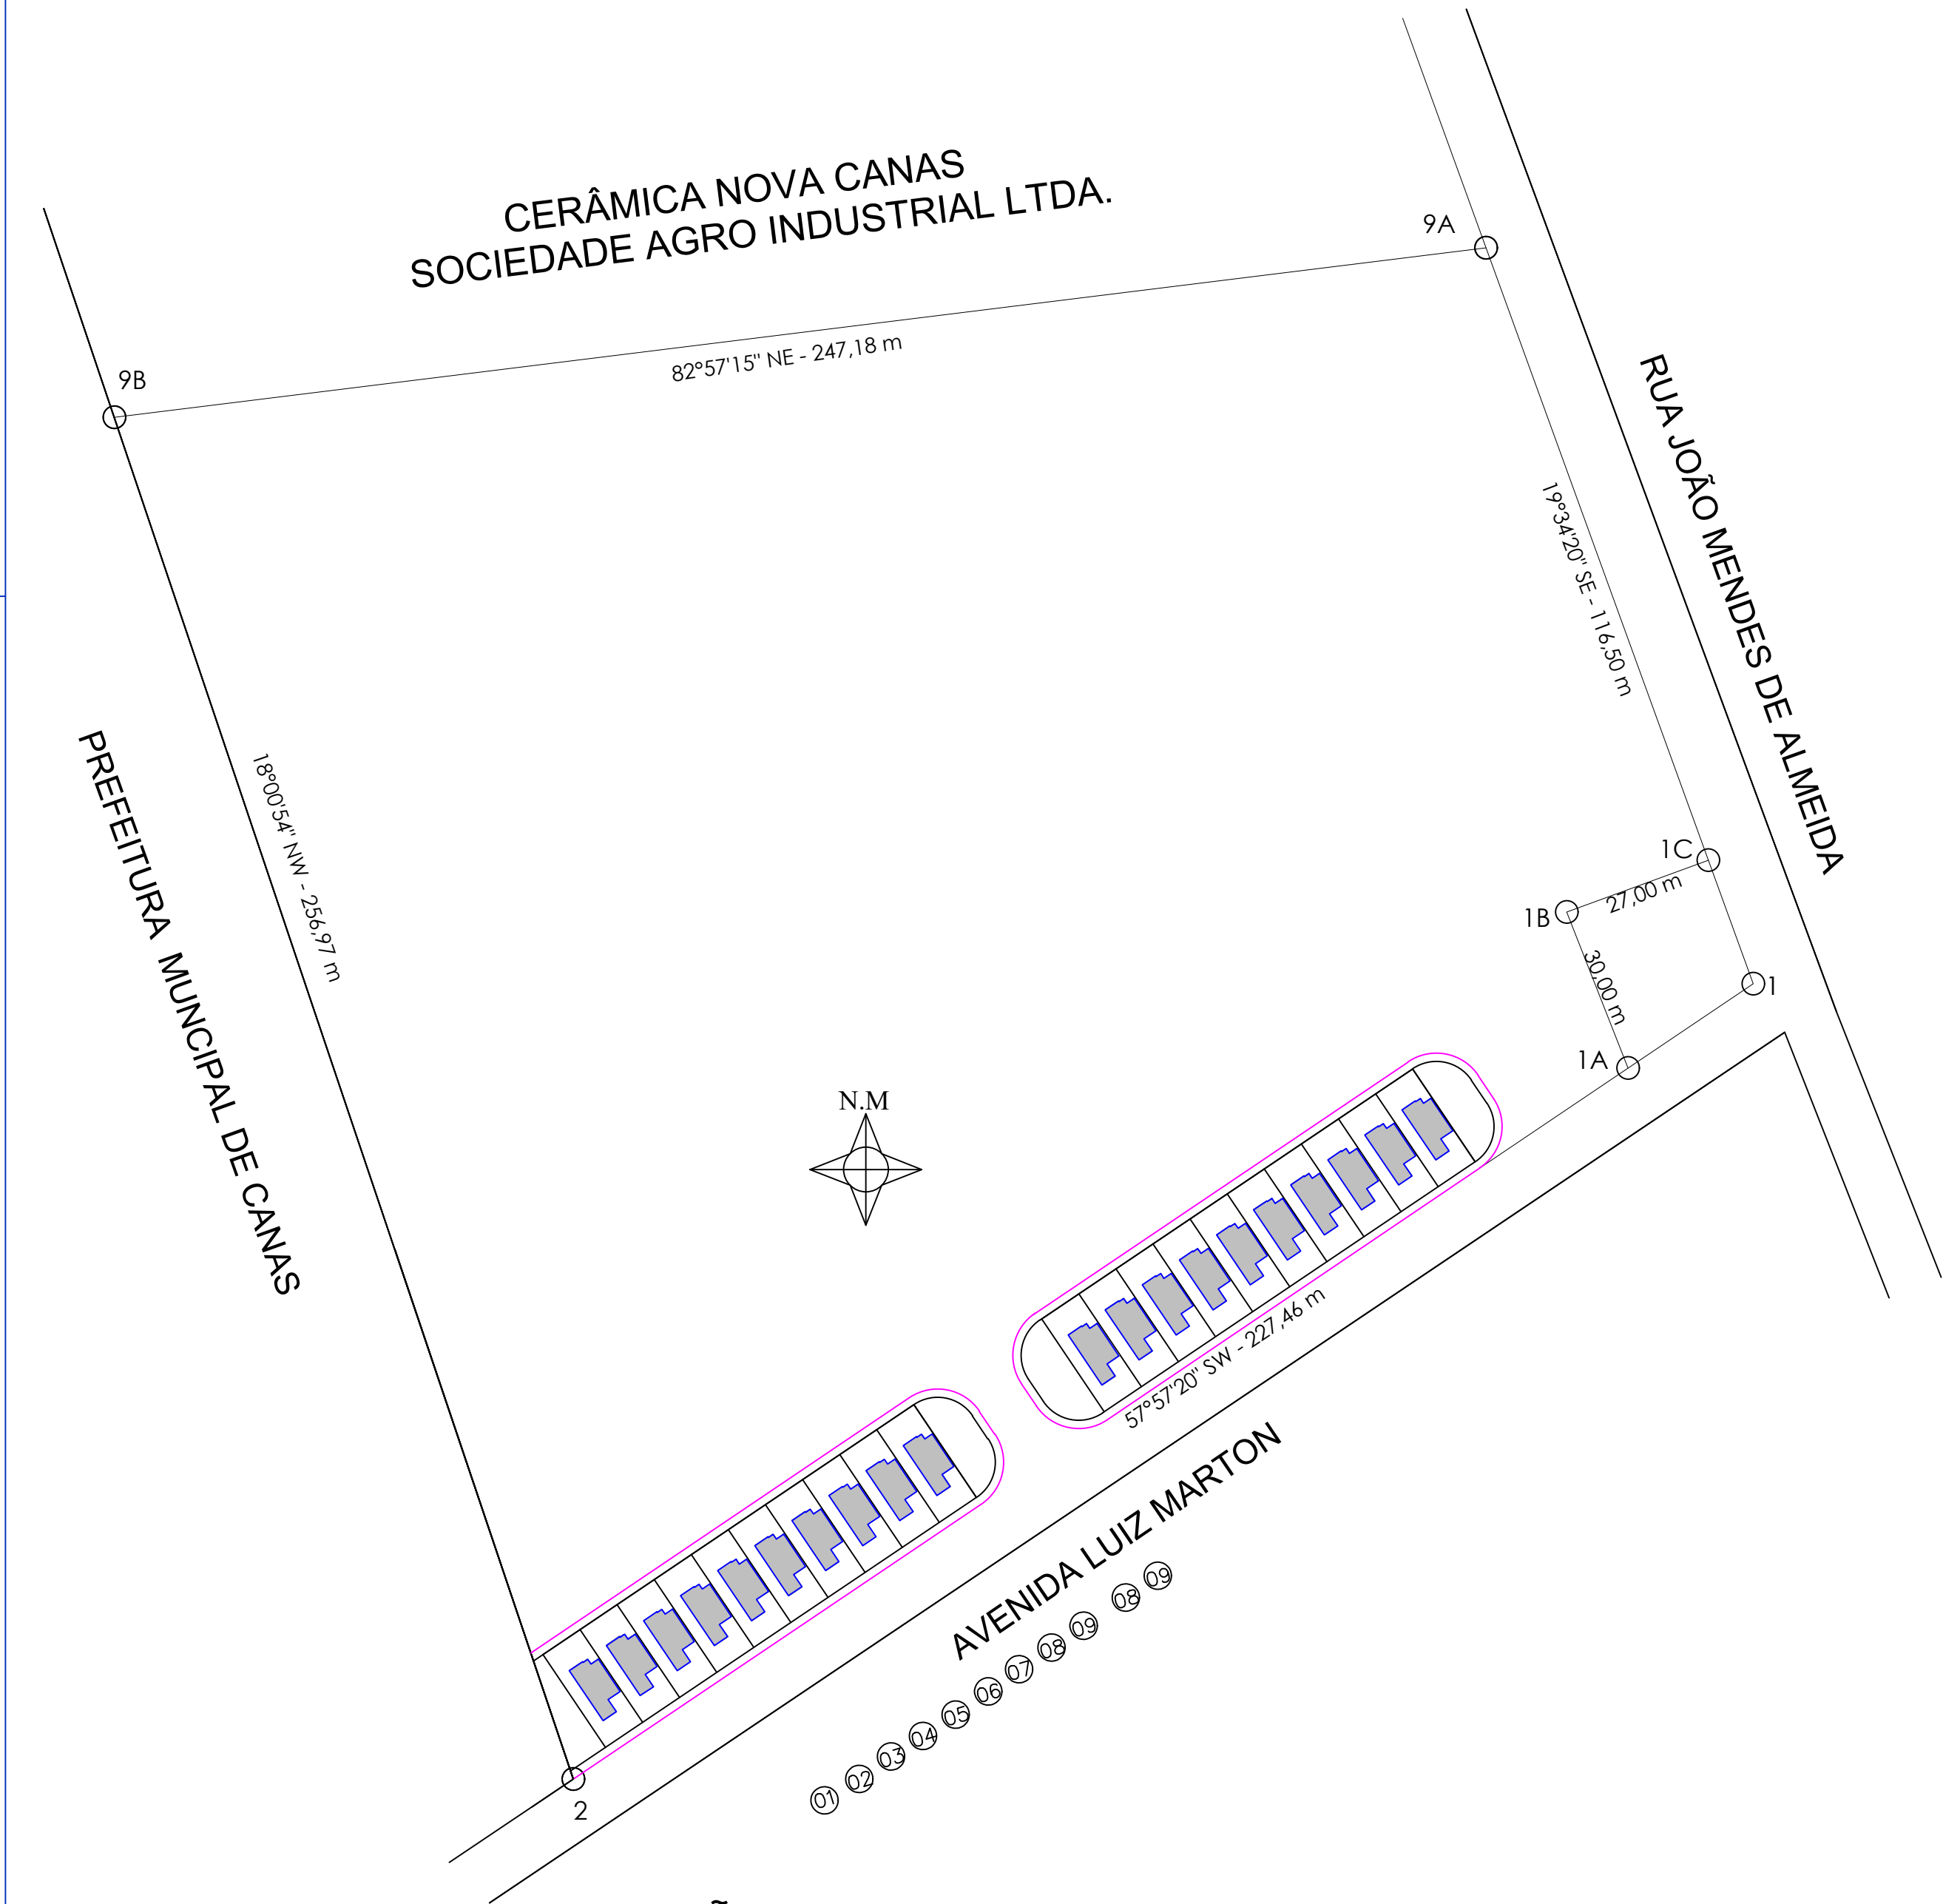 CERÂMICA NOVA CANAS
SOCIEDADE AGRO INDUSTRIAL LTDA.
9A
82°57'15" NE - 247,18 m
9B
RUA JOÃO MENDES DE ALMEIDA
19°34'20" SE - 116,50 m
PREFEITURA MUNCIPAL DE CANAS
18°00'54" NW - 256,97 m
1C
27,00 m
1B
30,00 m
1
1A
N.M
57°57'20" SW - 227,46 m
AVENIDA LUIZ MARTON
01 02 03 04 05 06 07 08 09 08 09
2